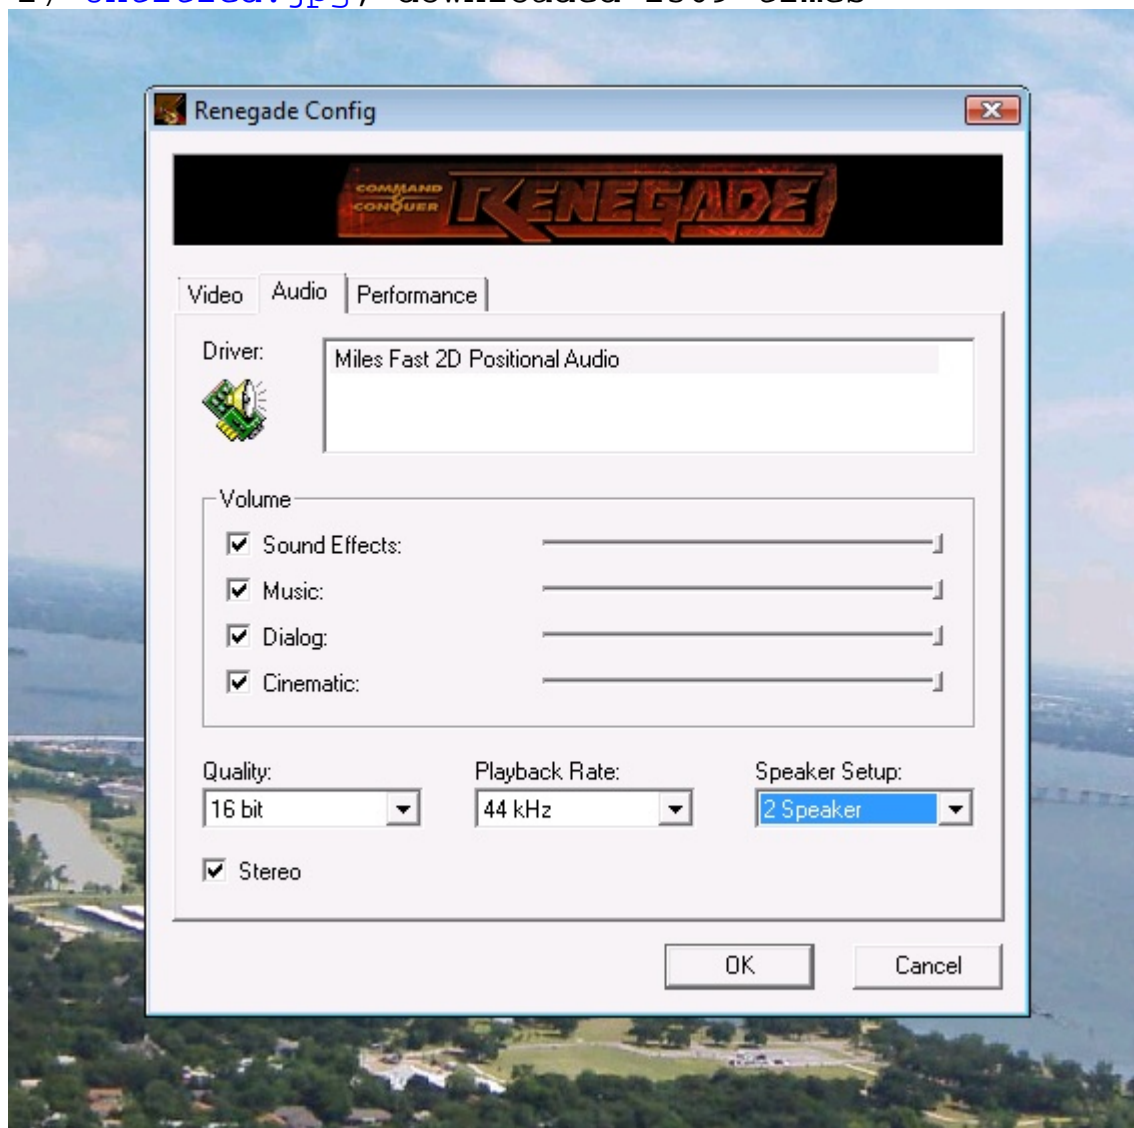 Renegade Config
COMMAND & CONQUER RENEGADE
Video Audio Performance
Driver: Miles Fast 2D Positional Audio
Volume
Sound Effects:
Music:
Dialog:
Cinematic:
Quality: Playback Rate: Speaker Setup:
16 bit 44 kHz 2 Speaker
Stereo
OK Cancel